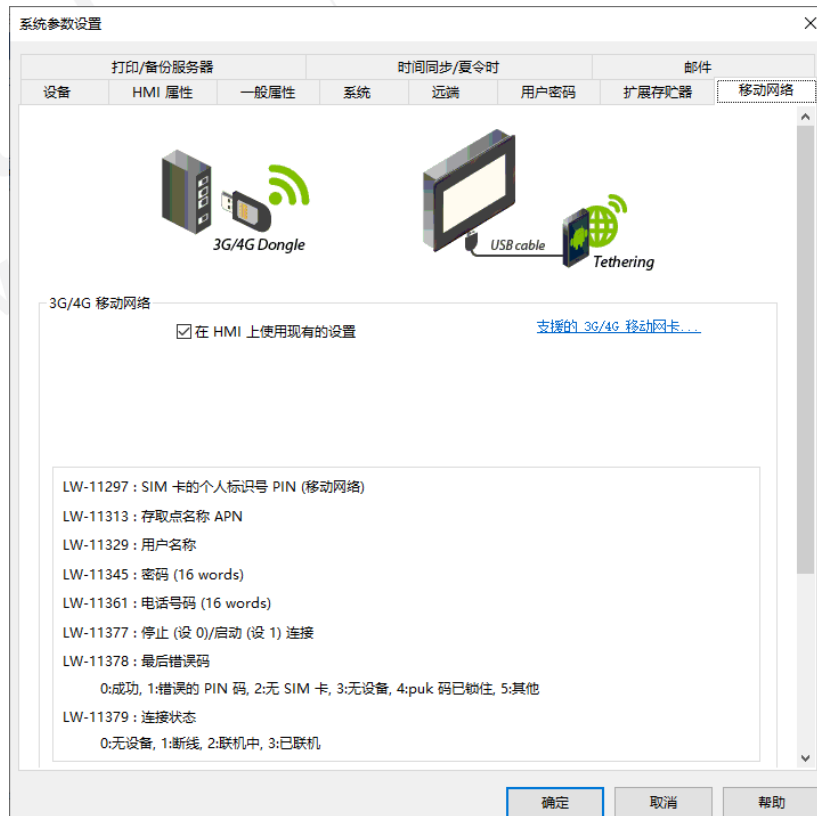 系统参数设置
打印/备份服务器 时间同步/夏令时 邮件
设备 HMI 属性 一般属性 系统 远端 用户密码 扩展存贮器 移动网络
3G/4G Dongle
USB cable
Tethering
3G/4G 移动网络
在 HMI 上使用现有的设置
支援的 3G/4G 移动网卡...
LW-11297 : SIM 卡的个人标识号 PIN (移动网络)
LW-11313 : 存取点名称 APN
LW-11329 : 用户名称
LW-11345 : 密码 (16 words)
LW-11361 : 电话号码 (16 words)
LW-11377 : 停止 (设 0)/启动 (设 1) 连接
LW-11378 : 最后错误码
0:成功, 1:错误的 PIN 码, 2:无 SIM 卡, 3:无设备, 4:puk 码已锁住, 5:其他
LW-11379 : 连接状态
0:无设备, 1:断线, 2:联机中, 3:已联机
确定 取消 帮助